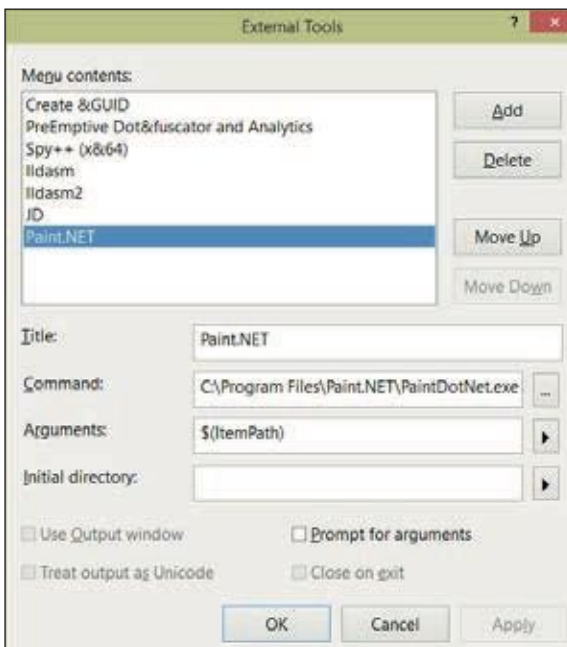 External Tools
?
×
Menu contents:
Create &GUID
PreEmptive Dot&fuscator and Analytics
Spy++ (x&64)
Ildasm
Ildasm2
JD
Paint.NET
Add
Delete
Move Up
Move Down
Title:
Paint.NET
Command:
C:\Program Files\Paint.NET\PaintDotNet.exe
...
Arguments:
$(ItemPath)
Initial directory:
Use Output window
Prompt for arguments
Treat output as Unicode
Close on exit
OK
Cancel
Apply